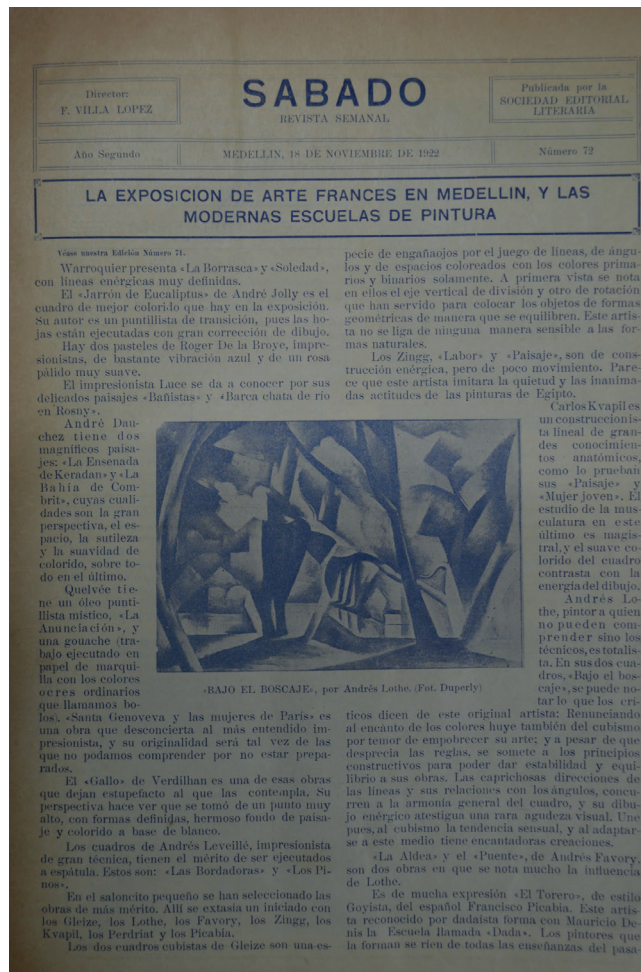 Director:
F. VILLA LOPEZ
SABADO
REVISTA SEMANAL
Publicada por la
SOCIEDAD EDITORIAL
LITERARIA
Año Segundo
MEDELLIN, 18 DE NOVIEMBRE DE 1922
Número 72
LA EXPOSICION DE ARTE FRANCES EN MEDELLIN, Y LAS
MODERNAS ESCUELAS DE PINTURA
Véase nuestra Edición Número 71.
Warroquier presenta «La Borrasca» y «Soledad»,
con líneas enérgicas muy definidas.
El «Jarrón de Eucaliptus» de André Jolly es el
cuadro de mejor colorido que hay en la exposición.
Su autor es un puntillista de transición, pues las ho-
jas están ejecutadas con gran corrección de dibujo.
Hay dos pasteles de Roger De la Broye, impre-
sionistas, de bastante vibración azul y de un rosa
pálido muy suave.
El impresionista Luce se da a conocer por sus
delicados paisajes «Bañistas» y «Barca chata de río
en Rosny».
André Dau-
chez tiene dos
magníficos paisa-
jes: «La Ensenada
de Keradan» y «La
Bahía de Com-
brit», cuyas cuali-
dades son la gran
perspectiva, el es-
pacio, la sutileza
y la suavidad de
colorido, sobre to-
do en el último.
Quelvée tie-
ne un óleo punti-
llista místico, «La
Anunciación», y
una gouache (tra-
bajo ejecutado en
papel de marqui-
lla con los colores
ocres ordinarios
que llamamos bo-
los). «Santa Genoveva y las mujeres de París» es
una obra que desconcierta al más entendido im-
presionista, y su originalidad será tal vez de las
que no podamos comprender por no estar prepa-
rados.
El «Gallo» de Verdilhan es una de esas obras
que dejan estupefacto al que las contempla. Su
perspectiva hace ver que se tomó de un punto muy
alto, con formas definidas, hermoso fondo de paisa-
je y colorido a base de blanco.
Los cuadros de Andrés Leveillé, impresionista
de gran técnica, tienen el mérito de ser ejecutados
a espátula. Estos son: «Las Bordadoras» y «Los Pi-
nos».
En el saloncito pequeño se han seleccionado las
obras de más mérito. Allí se extasía un iniciado con
los Gleize, los Lothe, los Favory, los Zingg, los
Kvapil, los Perdriat y los Picabia.
Los dos cuadros cubistas de Gleize son una es-
pecie de engañaojos por el juego de líneas, de ángu-
los y de espacios coloreados con los colores prima-
rios y binarios solamente. A primera vista se nota
en ellos el eje vertical de división y otro de rotación
que han servido para colocar los objetos de formas
geométricas de manera que se equilibren. Este artis-
ta no se liga de ninguna manera sensible a las for-
mas naturales.
Los Zingg, «Labor» y «Paisaje», son de cons-
trucción enérgica, pero de poco movimiento. Pare-
ce que este artista imitara la quietud y las inanima-
das actitudes de las pinturas de Egipto.
Carlos Kvapil es
un construccionis-
ta lineal de gran-
des conocimien-
tos anatómicos,
como lo prueban
sus «Paisaje» y
«Mujer joven». El
estudio de la mus-
culatura en este
último es magis-
tral, y el suave co-
lorido del cuadro
contrasta con la
energía del dibujo.
Andrés Lo-
the, pintor a quien
no pueden com-
prender sino los
técnicos, es totalis-
ta. En sus dos cua-
dros, «Bajo el bos-
caje», se puede no-
tar lo que los crí-
ticos dicen de este original artista: Renunciando
al encanto de los colores huye también del cubismo
por temor de empobrecer su arte; y a pesar de que
desprecia las reglas, se somete a los principios
constructivos para poder dar estabilidad y equi-
librio a sus obras. Las caprichosas direcciones de
las líneas y sus relaciones con los ángulos, concu-
rren a la armonía general del cuadro, y su dibu-
jo enérgico atestigua una rara agudeza visual. Une
pues, al cubismo la tendencia sensual, y al adaptar-
se a este medio tiene encantadoras creaciones.
«La Aldea» y el «Puente», de Andrés Favory,
son dos obras en que se nota mucho la influencia
de Lothe.
Es de mucha expresión «El Torero», de estilo
Goyista, del español Francisco Picabia. Este artis-
ta reconocido por dadaísta forma con Mauricio De-
nis la Escuela llamada «Dada». Los pintores que
la forman se ríen de todas las enseñanzas del pasa-
«BAJO EL BOSCAJE», por Andrés Lothe. (Fot. Duperly)